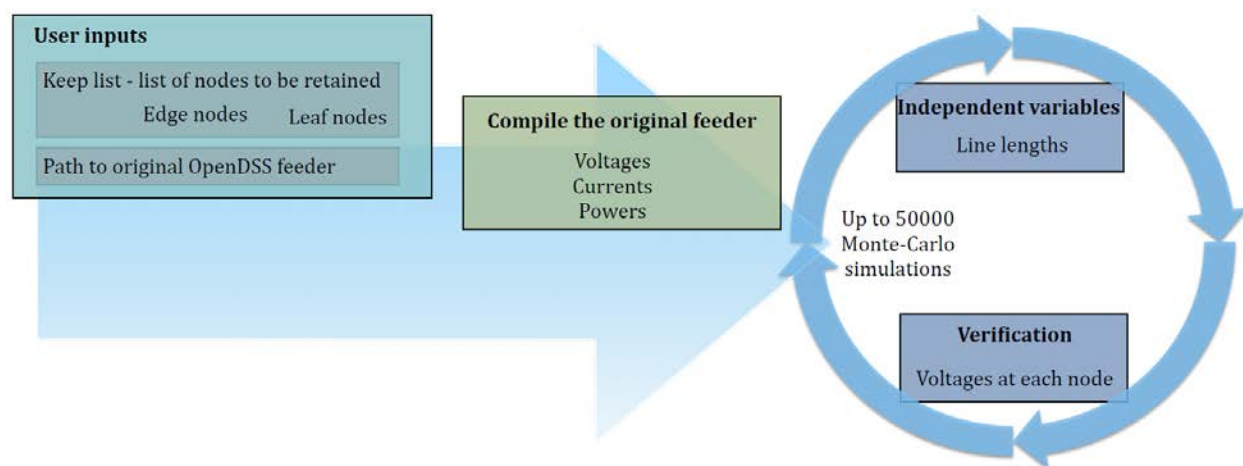 User inputs
Keep list - list of nodes to be retained
Edge nodes Leaf nodes
Path to original OpenDSS feeder
Compile the original feeder
Voltages
Currents
Powers
Independent variables
Line lengths
Up to 50000
Monte-Carlo
simulations
Verification
Voltages at each node